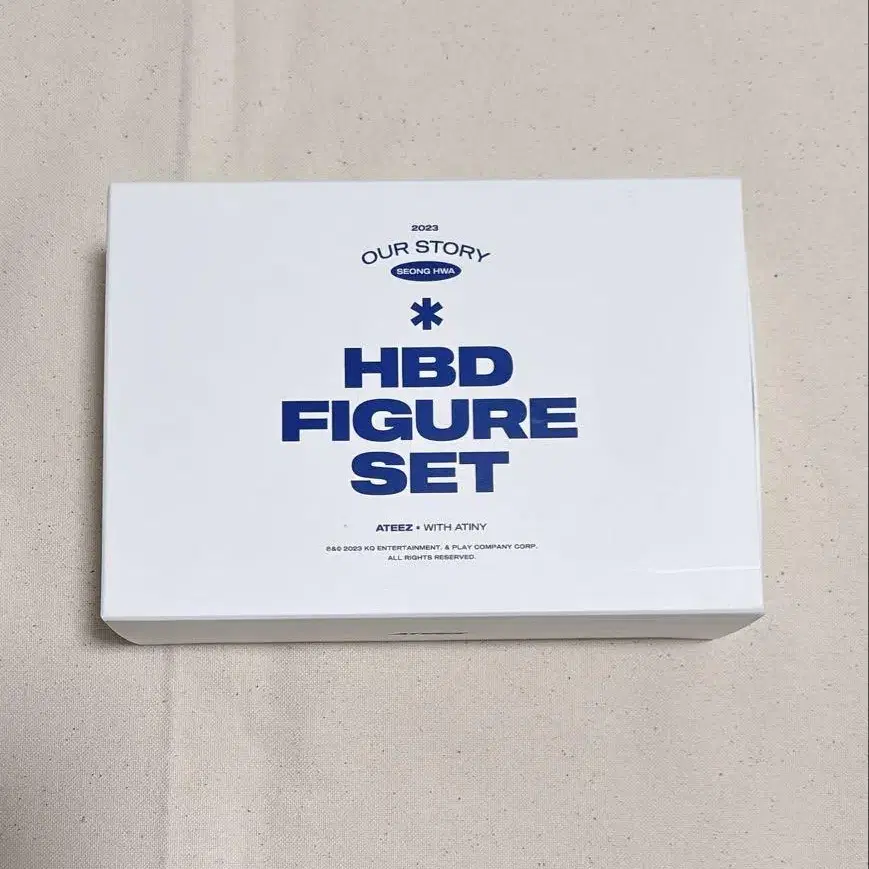 2023
OUR STORY
SEONG HWA
*
HBD
FIGURE
SET
ATEEZ • WITH ATINY
2023 KQ ENTERTAINMENT. & PLAY COMPANY CORP.
ALL RIGHTS RESERVED.